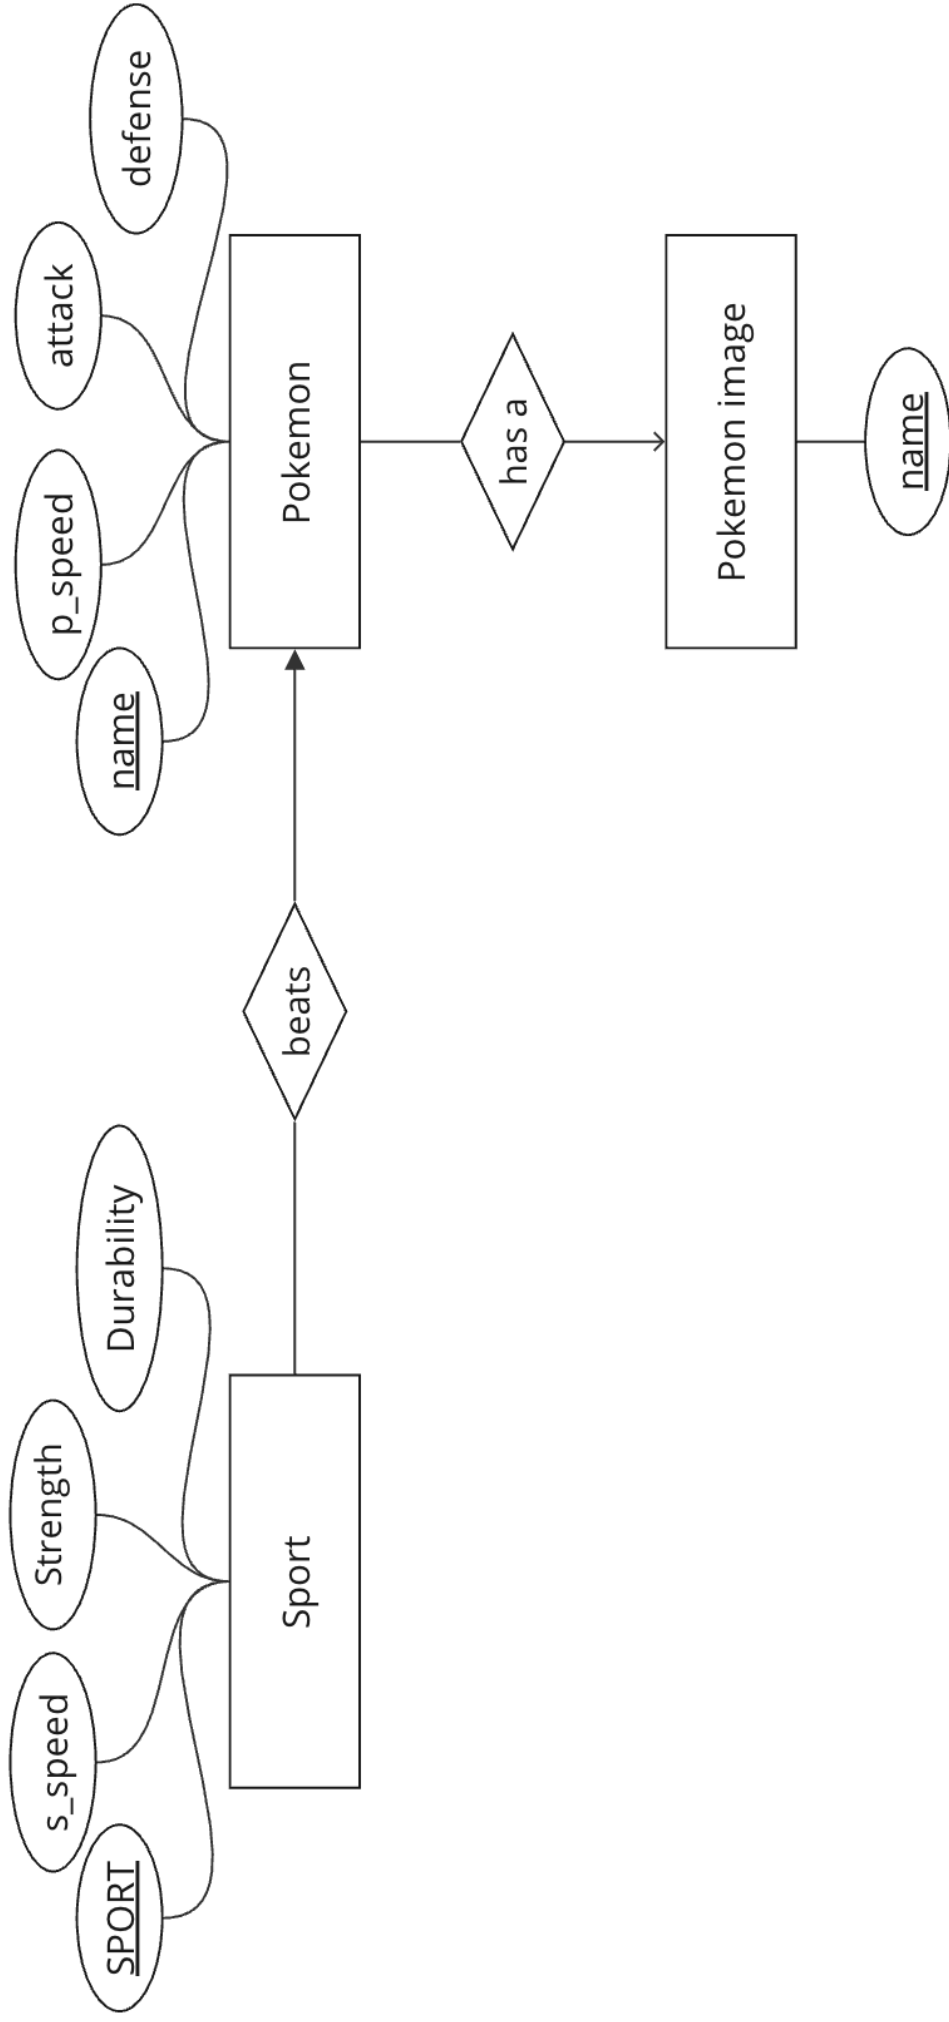 SPORT
s_speed
Strength
Durability
name
p_speed
attack
defense
Sport
beats
Pokemon
has a
Pokemon image
name